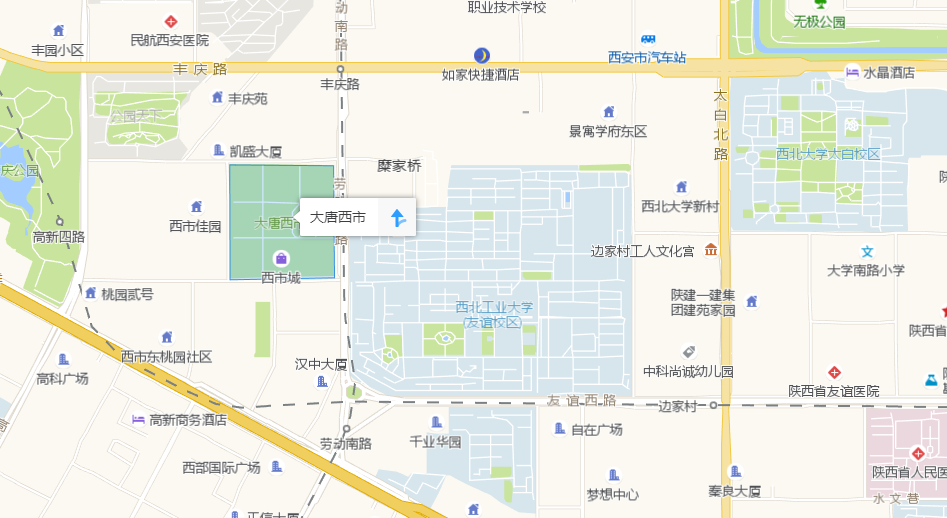 职业技术学校
劳动南路
无极公园
丰园小区
民航西安医院
西安市汽车站
丰庆路
如家快捷酒店
水晶酒店
丰庆路
丰庆苑
公园天下
太白北路
景寓学府东区
凯盛大厦
西北大学太白校区
糜家桥
庆公园
劳
路
大唐西市
大唐西
西市佳园
西北大学新村
高新四路
边家村工人文化宫
大学南路小学
西市城
桃园贰号
陕建一建集
团建苑家园
西北工业大学
(友谊校区)
陕西省
西市东桃园社区
汉中大厦
中科尚诚幼儿园
高科广场
陕西省友谊医院
友谊西路
边家村
高新商务酒店
劳动南路
千业华园
自在广场
西部国际广场
陕西省人民医
梦想中心
秦良大厦
水文巷
正信大厦